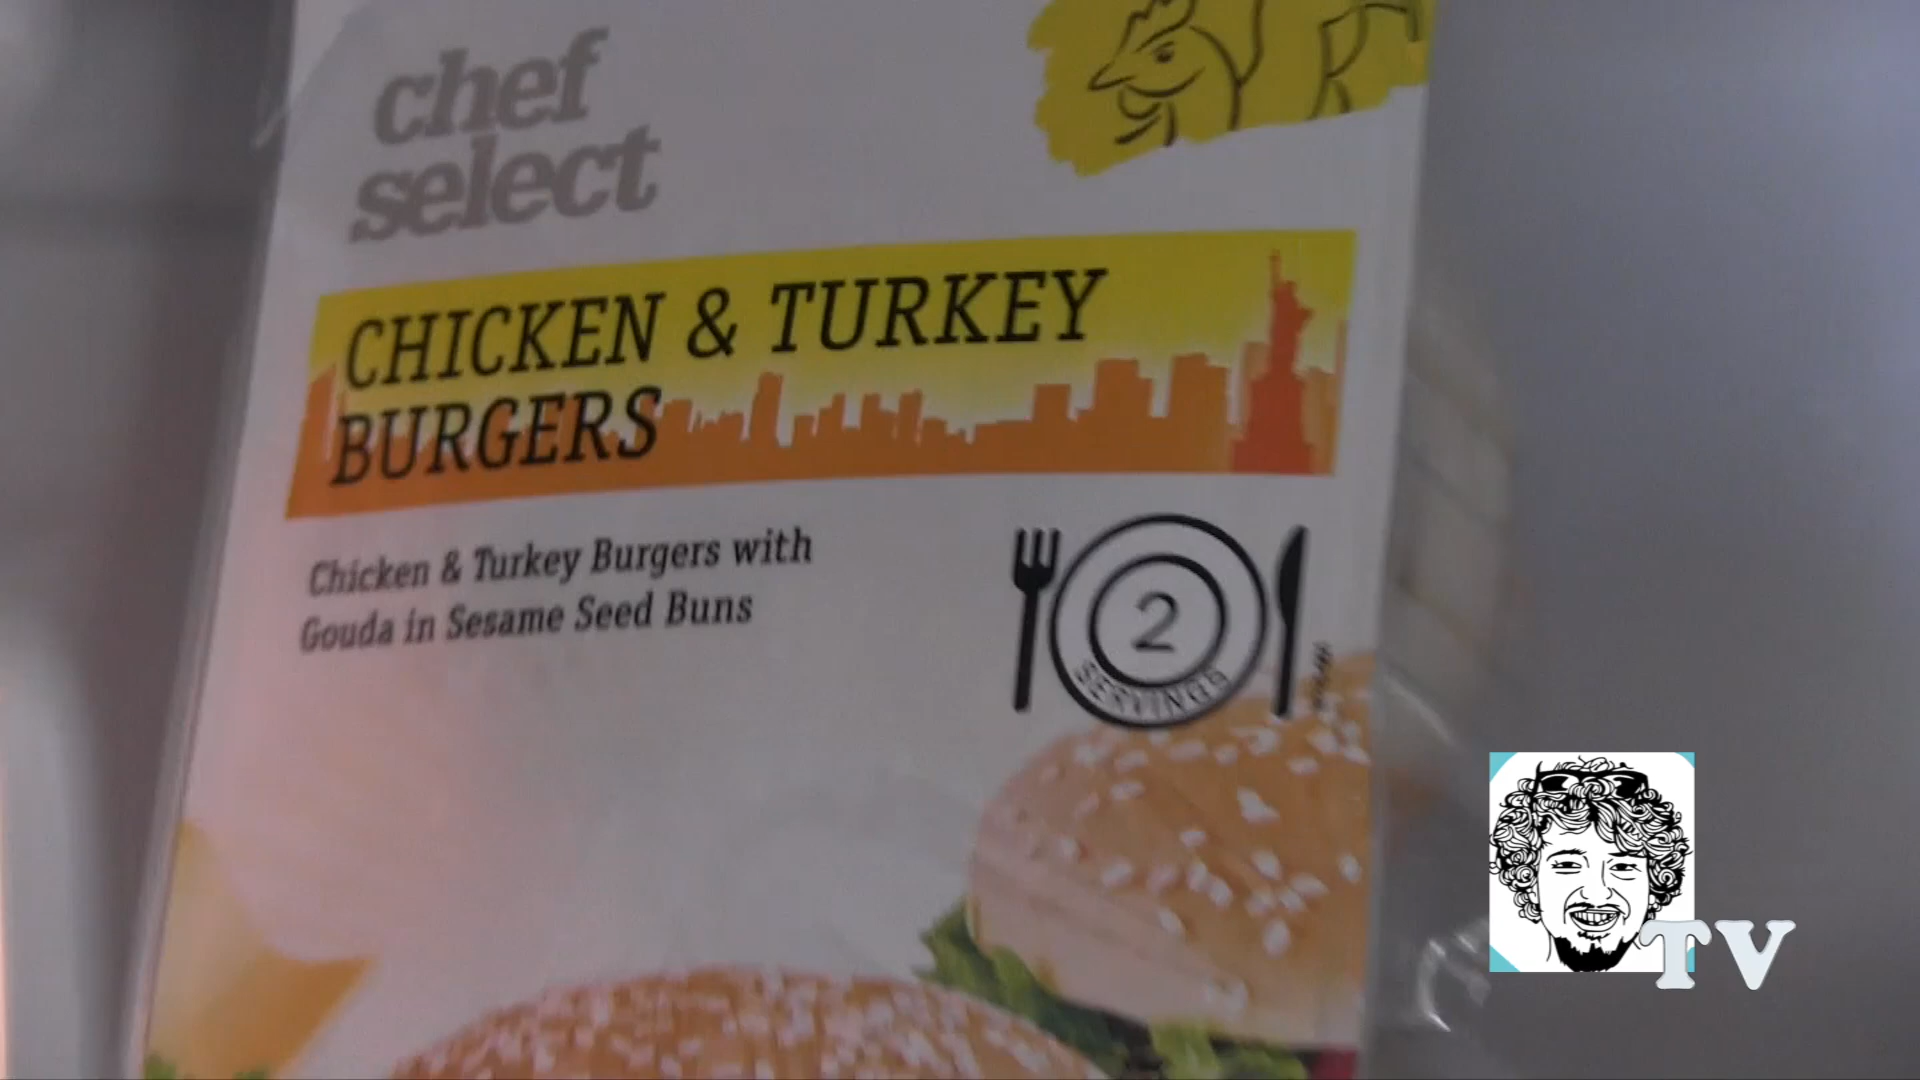 chef
select
CHICKEN & TURKEY
BURGERS
Chicken & Turkey Burgers with
Gouda in Sesame Seed Buns
2
SERVINGS
TV